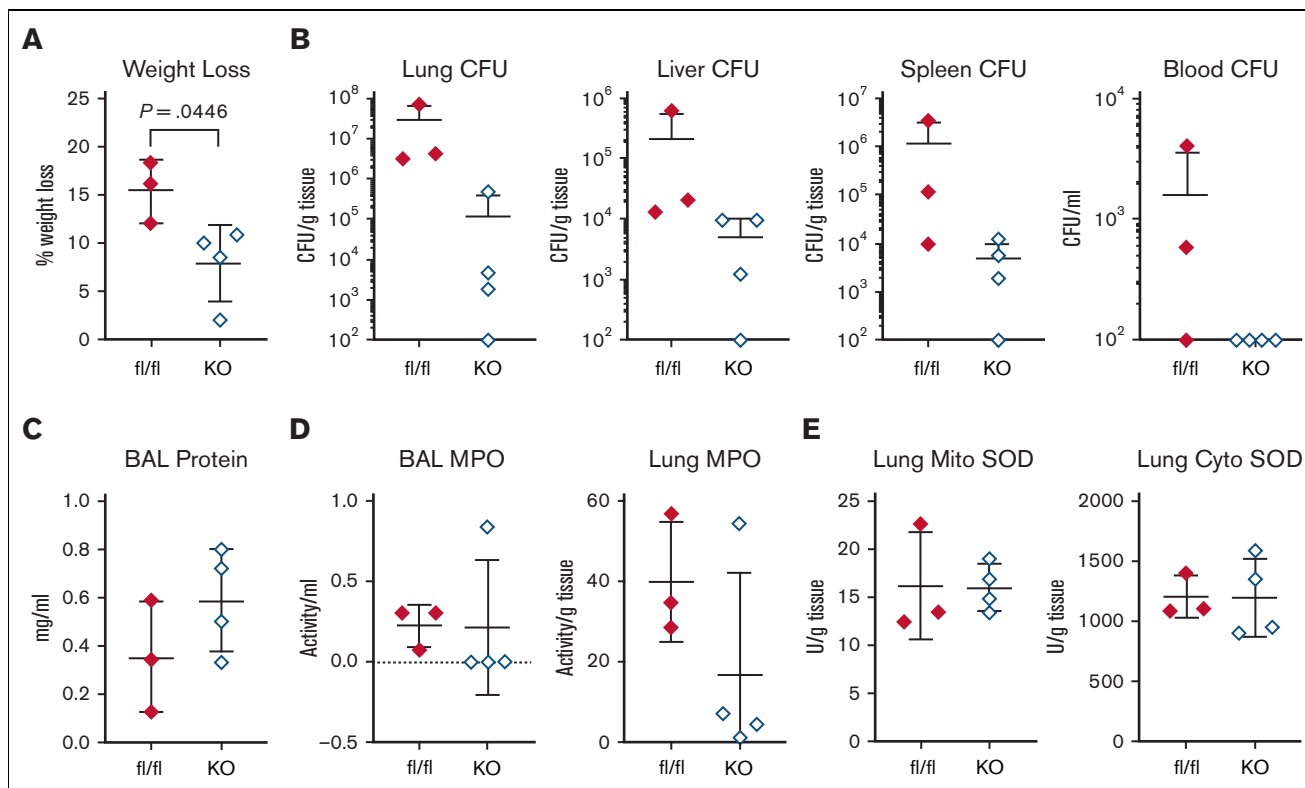 A
Weight Loss
25
20
15
10
5
0
% weight loss
P = .0446
fl/fl
KO
B
Lung CFU
10^8
10^7
10^6
10^5
10^4
10^3
10^2
CFU/g tissue
fl/fl
KO
Liver CFU
10^6
10^5
10^4
10^3
10^2
CFU/g tissue
fl/fl
KO
Spleen CFU
10^7
10^6
10^5
10^4
10^3
10^2
CFU/g tissue
fl/fl
KO
Blood CFU
10^4
10^3
10^2
CFU/ml
fl/fl
KO
C
BAL Protein
1.0
0.8
0.6
0.4
0.2
0.0
mg/ml
fl/fl
KO
D
BAL MPO
1.0
0.5
0.0
–0.5
Activity/ml
fl/fl
KO
Lung MPO
60
40
20
0
Activity/g tissue
fl/fl
KO
E
Lung Mito SOD
25
20
15
10
5
0
U/g tissue
fl/fl
KO
Lung Cyto SOD
2000
1500
1000
500
0
U/g tissue
fl/fl
KO